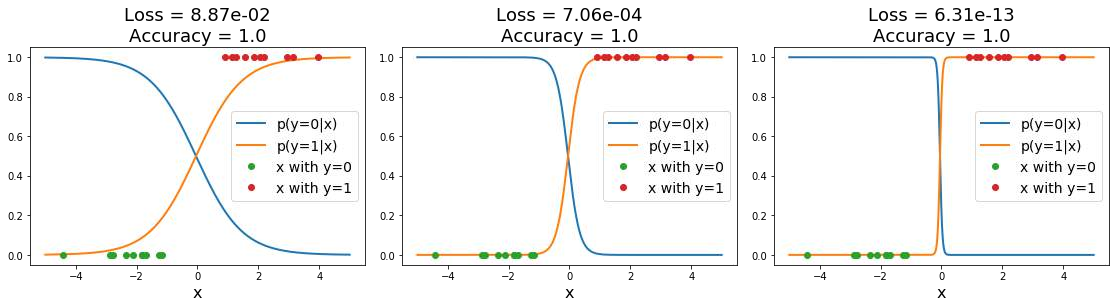 Loss = 8.87e-02
Accuracy = 1.0
1.0
0.8
0.6
0.4
0.2
0.0
p(y=0|x)
p(y=1|x)
x with y=0
x with y=1
−4
−2
0
2
4
x
Loss = 7.06e-04
Accuracy = 1.0
1.0
0.8
0.6
0.4
0.2
0.0
p(y=0|x)
p(y=1|x)
x with y=0
x with y=1
−4
−2
0
2
4
x
Loss = 6.31e-13
Accuracy = 1.0
1.0
0.8
0.6
0.4
0.2
0.0
p(y=0|x)
p(y=1|x)
x with y=0
x with y=1
−4
−2
0
2
4
x